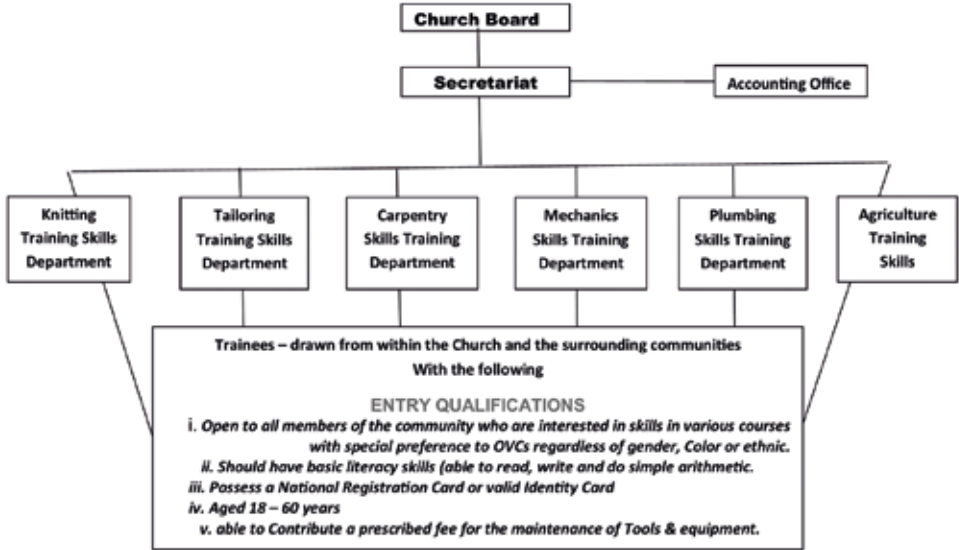 Church Board
Secretariat
Accounting Office
Knitting
Training Skills
Department
Tailoring
Training Skills
Department
Carpentry
Skills Training
Department
Mechanics
Skills Training
Department
Plumbing
Skills Training
Department
Agriculture
Training
Skills
Trainees – drawn from within the Church and the surrounding communities
With the following
ENTRY QUALIFICATIONS
i. Open to all members of the community who are interested in skills in various courses
with special preference to OVCs regardless of gender, Color or ethnic.
ii. Should have basic literacy skills (able to read, write and do simple arithmetic.
iii. Possess a National Registration Card or valid Identity Card
iv. Aged 18 – 60 years
v. able to Contribute a prescribed fee for the maintenance of Tools & equipment.